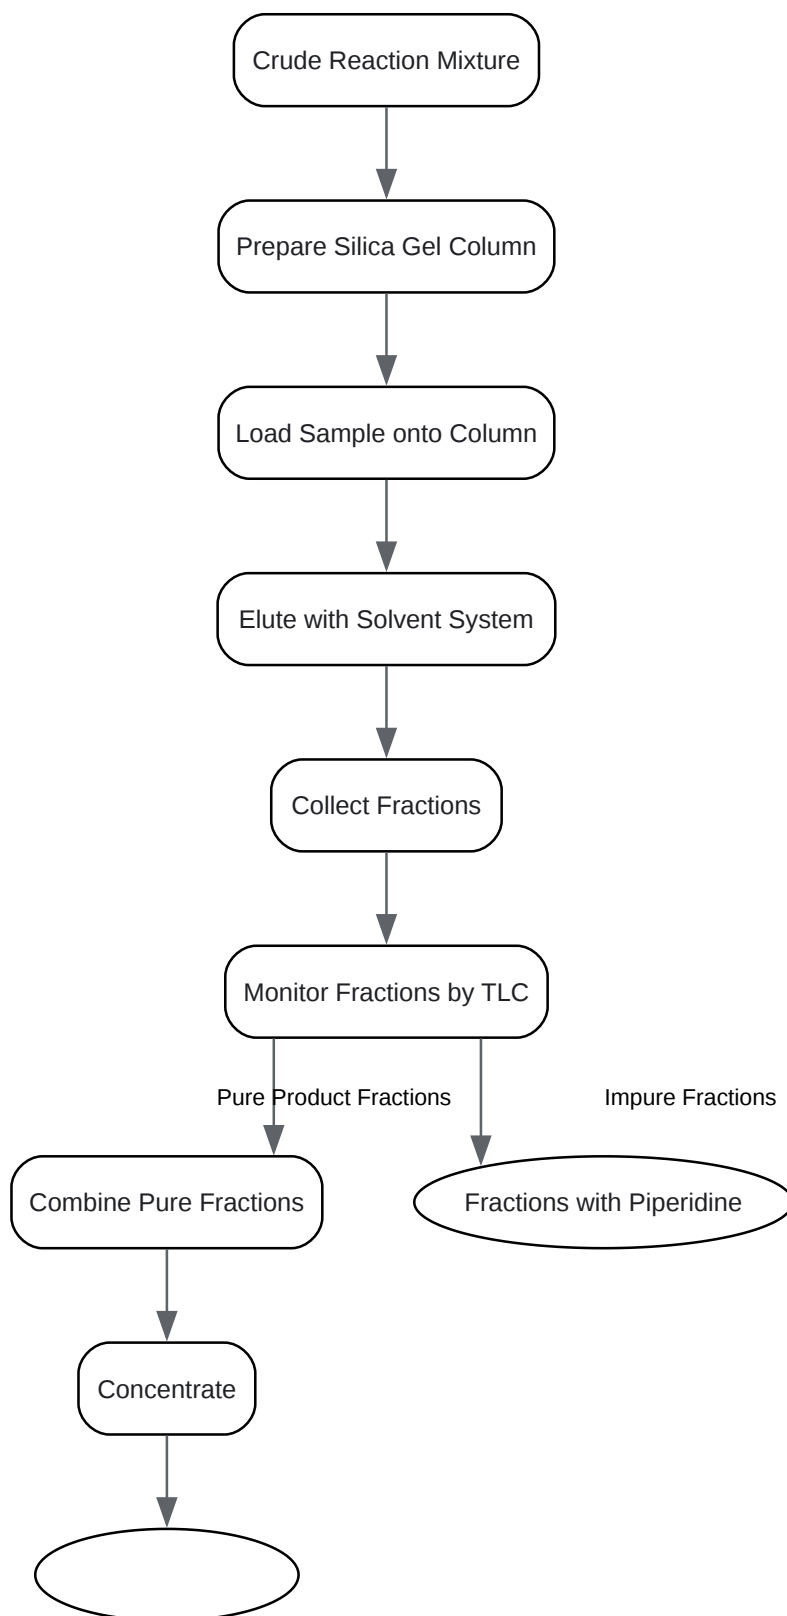 Crude Reaction Mixture
Prepare Silica Gel Column
Load Sample onto Column
Elute with Solvent System
Collect Fractions
Monitor Fractions by TLC
Pure Product Fractions
Impure Fractions
Combine Pure Fractions
Fractions with Piperidine
Concentrate